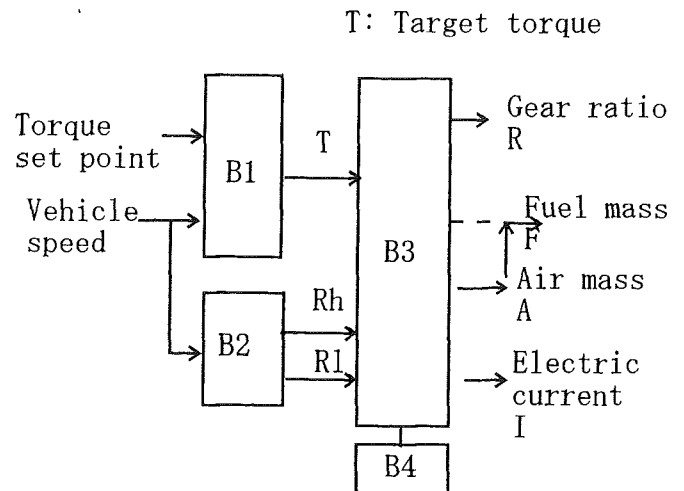 T: Target torque
Torque
set point
Vehicle
speed
B1
T
B2
Rh
Rl
B3
B4
Gear ratio
R
Fuel mass
F
Air mass
A
Electric
current
I